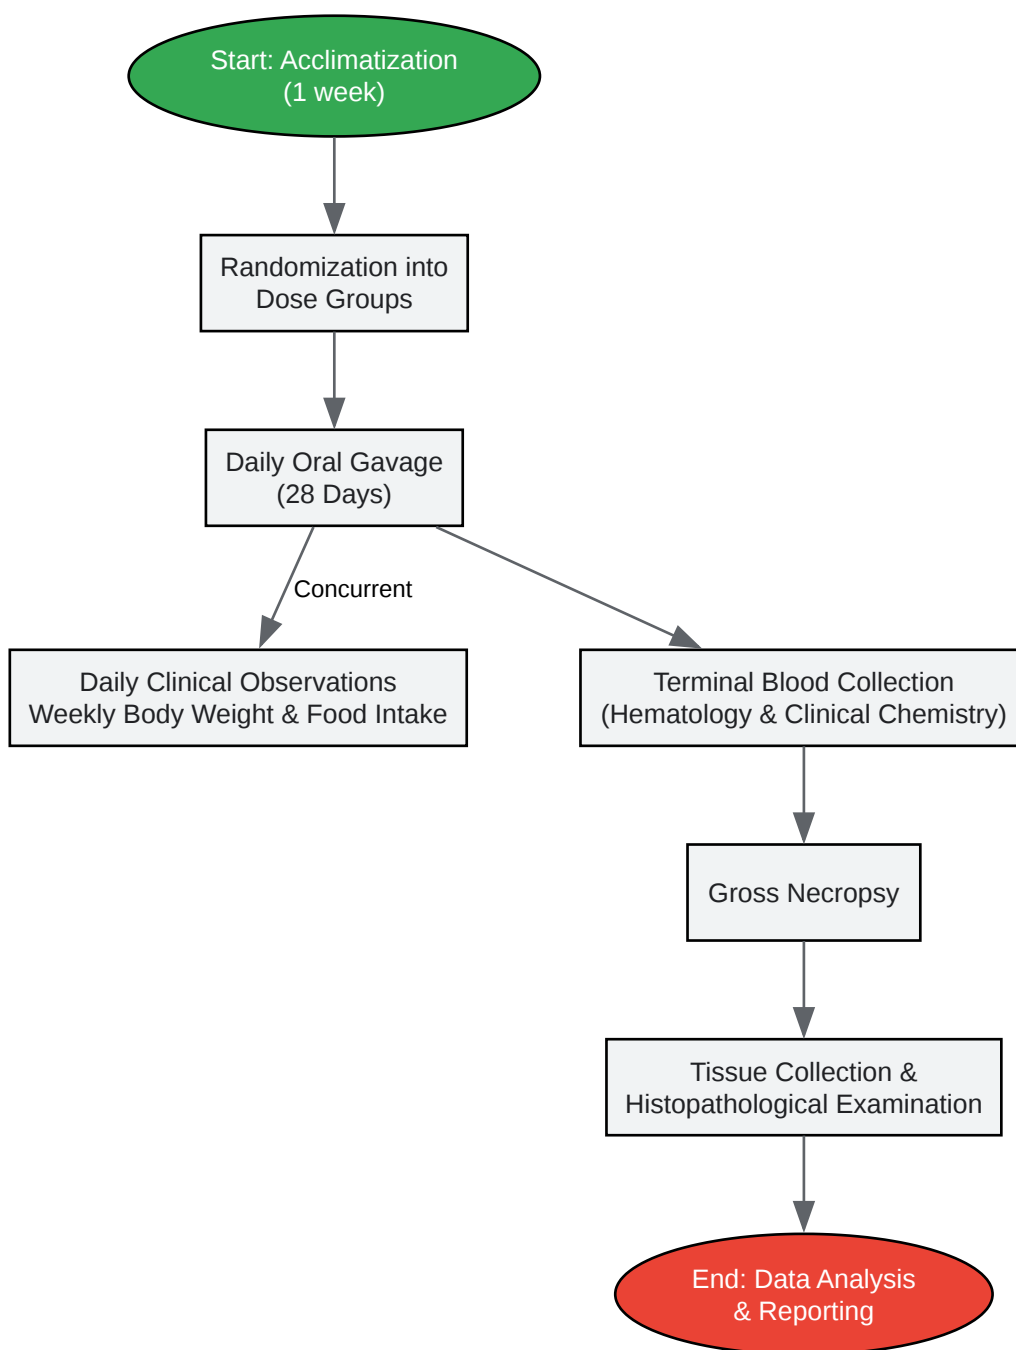 Start: Acclimatization
(1 week)
Randomization into
Dose Groups
Daily Oral Gavage
(28 Days)
Concurrent
Daily Clinical Observations
Weekly Body Weight & Food Intake
Terminal Blood Collection
(Hematology & Clinical Chemistry)
Gross Necropsy
Tissue Collection &
Histopathological Examination
End: Data Analysis
& Reporting